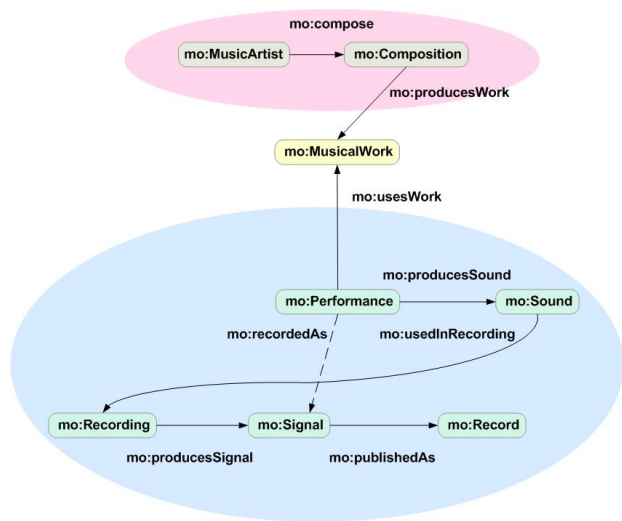 mo:compose
mo:MusicArtist
mo:Composition
mo:producesWork
mo:MusicalWork
mo:usesWork
mo:producesSound
mo:Performance
mo:Sound
mo:recordedAs
mo:usedInRecording
mo:Recording
mo:Signal
mo:Record
mo:producesSignal
mo:publishedAs